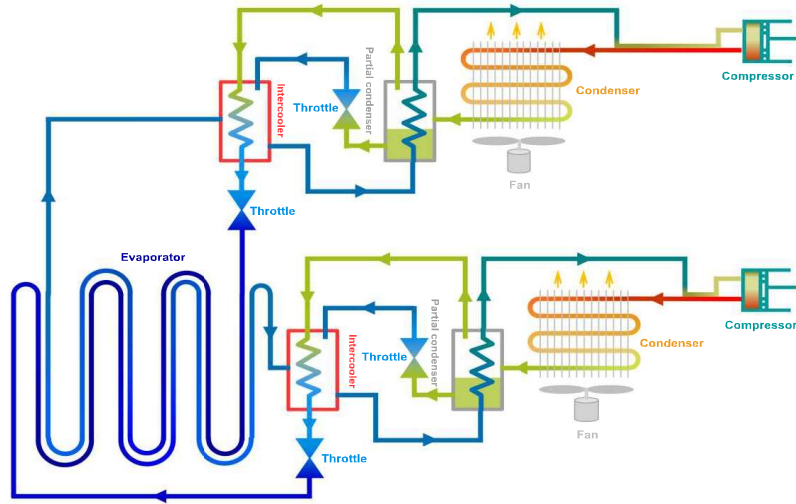 Compressor
Condenser
Partial condenser
Intercooler
Throttle
Fan
Throttle
Evaporator
Compressor
Condenser
Partial condenser
Intercooler
Throttle
Fan
Throttle